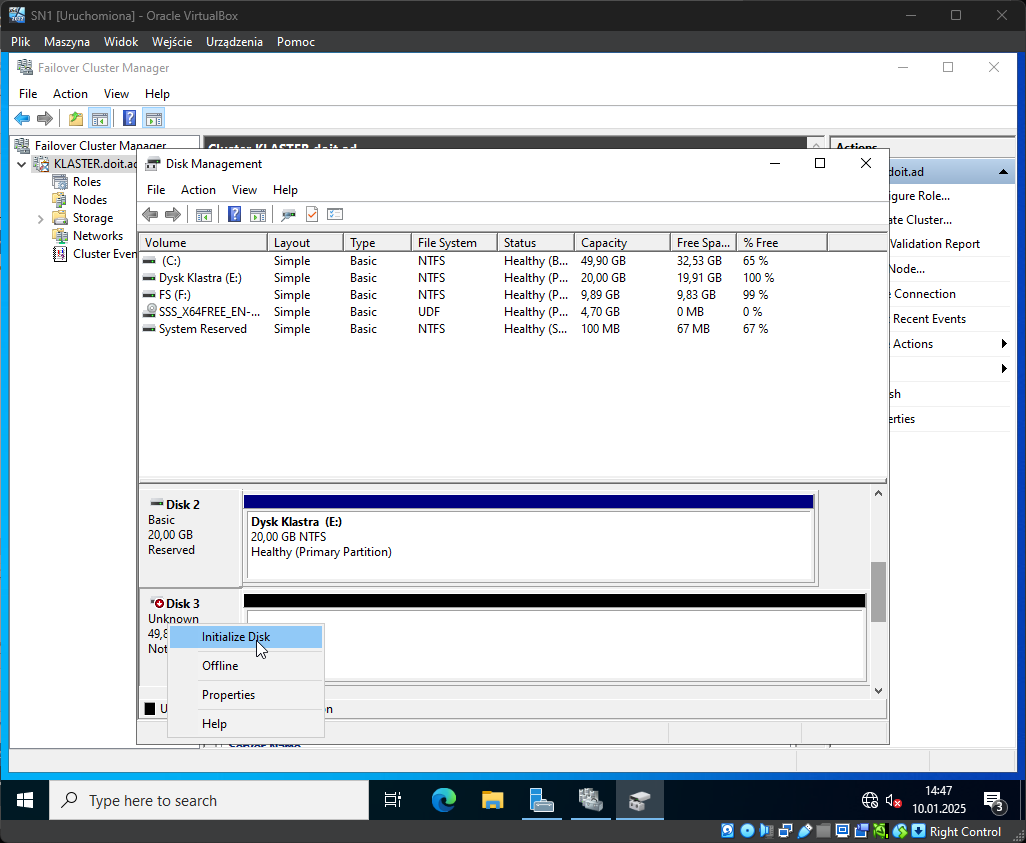 SN1 [Uruchomiona] - Oracle VirtualBox
Plik Maszyna Widok Wejście Urządzenia Pomoc
Failover Cluster Manager
File Action View Help
Failover Cluster Manager
KLASTER.doit.ad
Roles
Nodes
Storage
Networks
Cluster Even
Cluster KLASTER.doit.ad
Actions
doit.ad
gure Role...
ate Cluster...
Validation Report
Node...
Connection
Recent Events
Actions
sh
erties
Disk Management
File Action View Help
Volume Layout Type File System Status Capacity Free Spa... % Free
(C:) Simple Basic NTFS Healthy (B... 49,90 GB 32,53 GB 65 %
Dysk Klastra (E:) Simple Basic NTFS Healthy (P... 20,00 GB 19,91 GB 100 %
FS (F:) Simple Basic NTFS Healthy (P... 9,89 GB 9,83 GB 99 %
SSS_X64FREE_EN-... Simple Basic UDF Healthy (P... 4,70 GB 0 MB 0 %
System Reserved Simple Basic NTFS Healthy (S... 100 MB 67 MB 67 %
Disk 2
Basic
20,00 GB
Reserved
Dysk Klastra (E:)
20,00 GB NTFS
Healthy (Primary Partition)
Disk 3
Unknown
49,8
Not
Initialize Disk
Offline
Properties
Help
U
n
Server Name
Type here to search
14:47
10.01.2025
3
Right Control